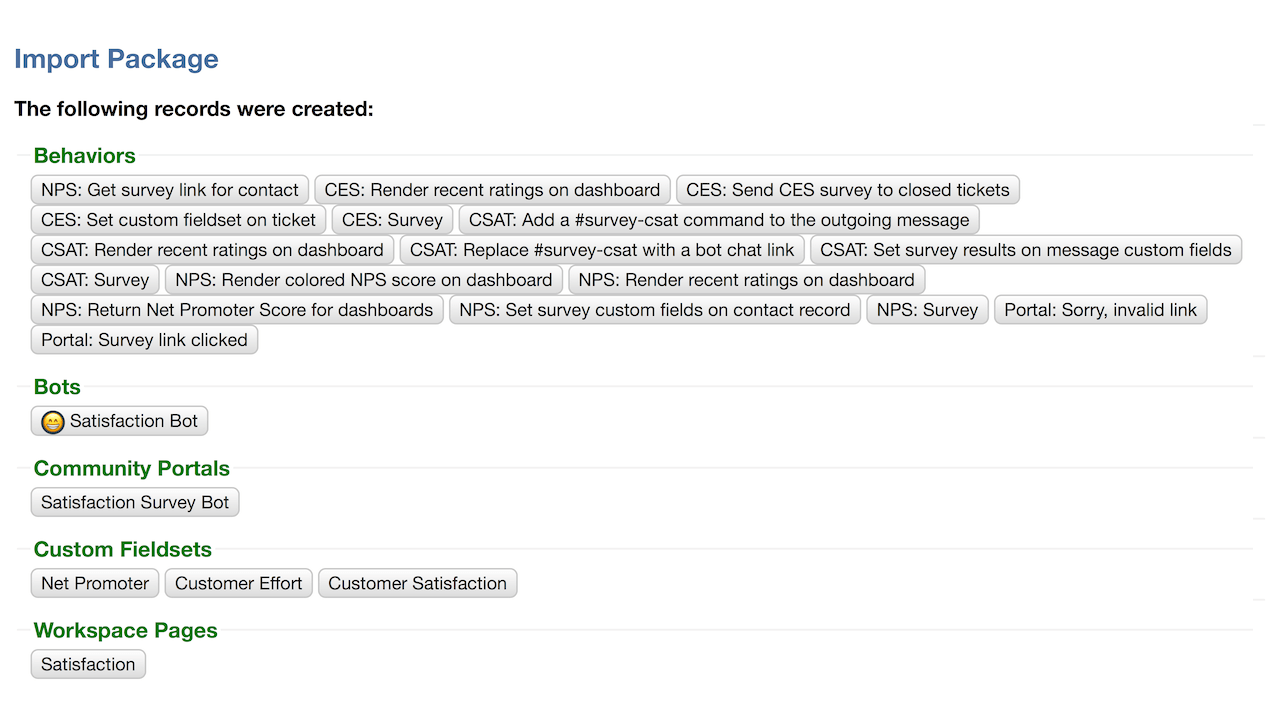 Import Package
The following records were created:
Behaviors
NPS: Get survey link for contact CES: Render recent ratings on dashboard CES: Send CES survey to closed tickets
CES: Set custom fieldset on ticket CES: Survey CSAT: Add a #survey-csat command to the outgoing message
CSAT: Render recent ratings on dashboard CSAT: Replace #survey-csat with a bot chat link CSAT: Set survey results on message custom fields
CSAT: Survey NPS: Render colored NPS score on dashboard NPS: Render recent ratings on dashboard
NPS: Return Net Promoter Score for dashboards NPS: Set survey custom fields on contact record NPS: Survey Portal: Sorry, invalid link
Portal: Survey link clicked
Bots
Satisfaction Bot
Community Portals
Satisfaction Survey Bot
Custom Fieldsets
Net Promoter Customer Effort Customer Satisfaction
Workspace Pages
Satisfaction